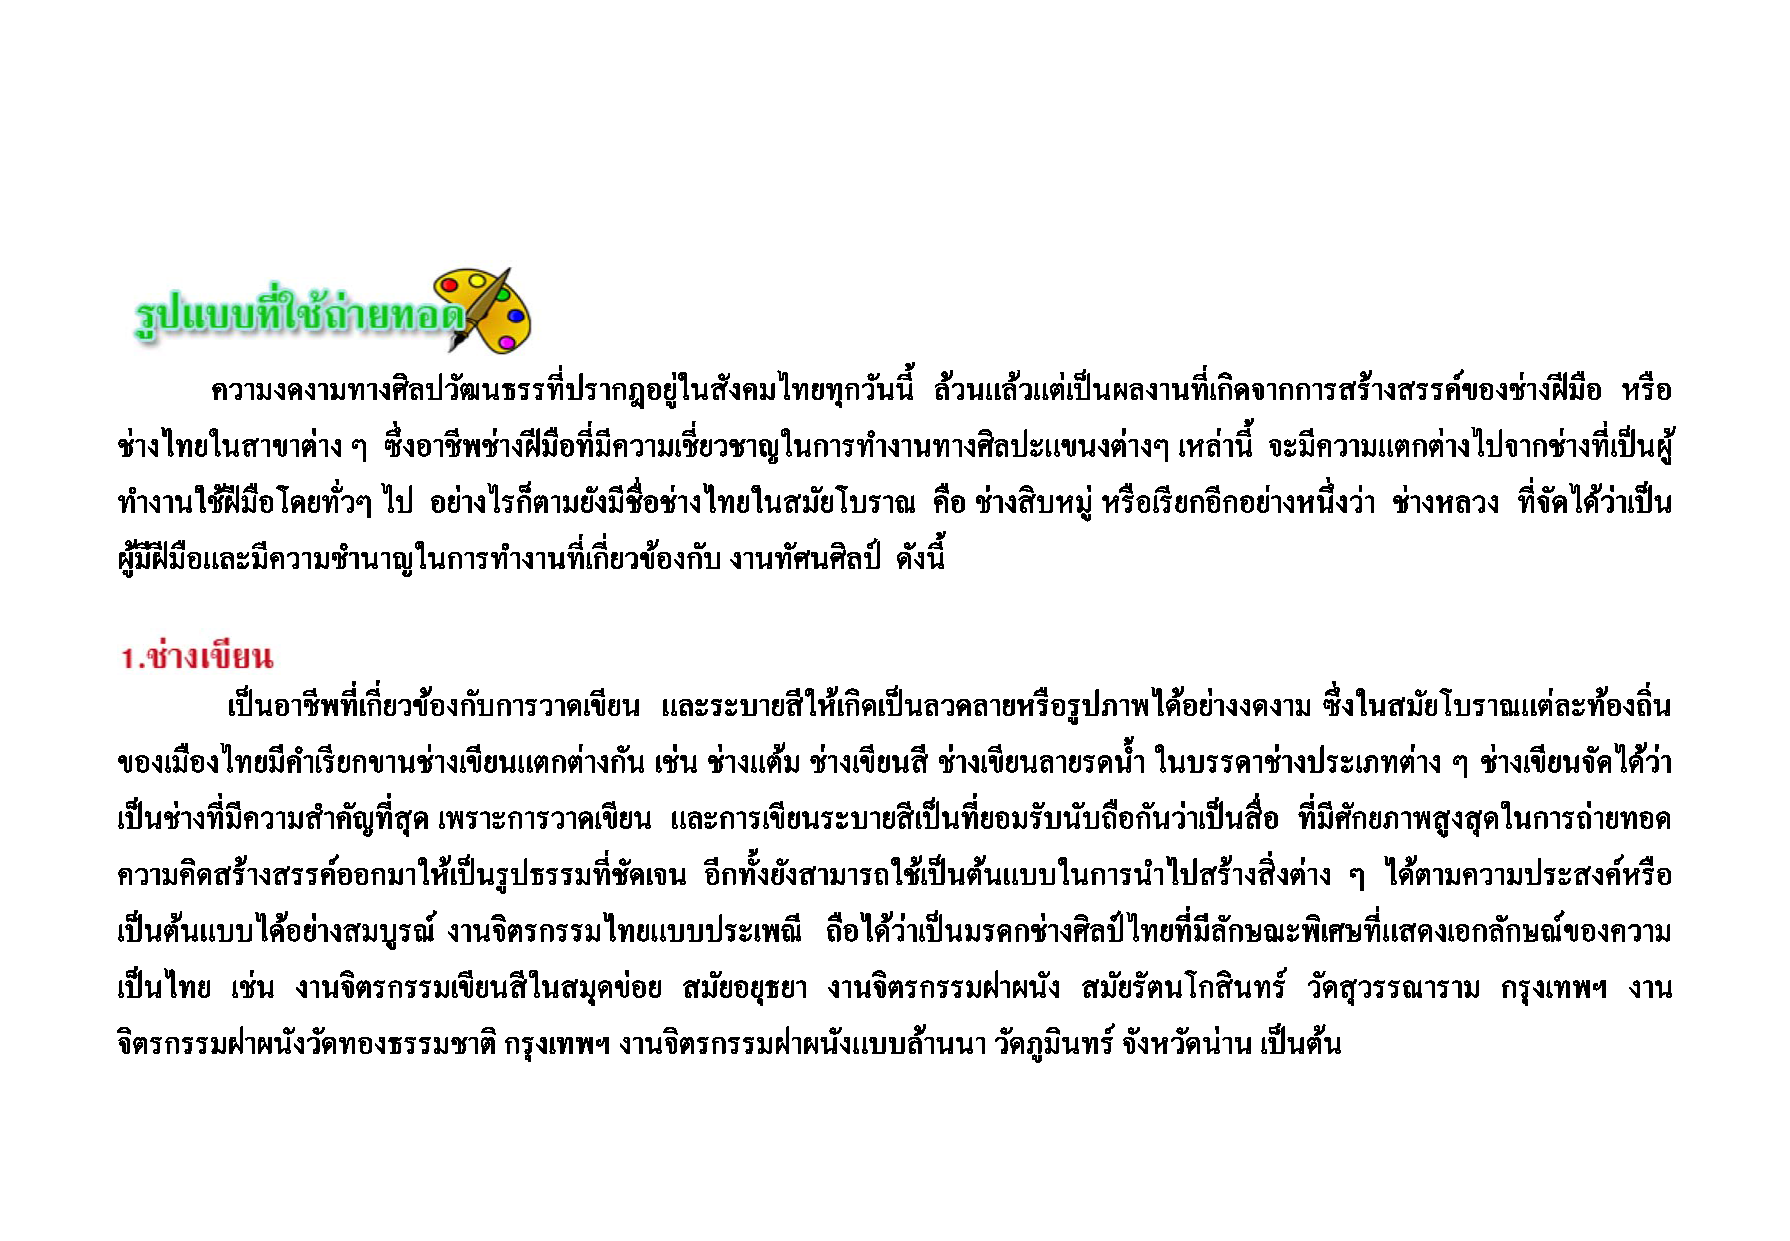 รูปแบบที่ใช้ถ่ายทอด
ความงดงามทางศิลปวัฒนธรรที่ปรากฎอยู่ในสังคมไทยทุกวันนี้ ล้วนแล้วแต่เป็นผลงานที่เกิดจากการสร้างสรรค์ของช่างฝีมือ หรือ
ช่างไทยในสาขาต่าง ๆ ซึ่งอาชีพช่างฝีมือที่มีความเชี่ยวชาญในการทำงานทางศิลปะแขนงต่างๆ เหล่านี้ จะมีความแตกต่างไปจากช่างที่เป็นผู้
ทำงานใช้ฝีมือโดยทั่วๆ ไป อย่างไรก็ตามยังมีชื่อช่างไทยในสมัยโบราณ คือ ช่างสิบหมู่ หรือเรียกอีกอย่างหนึ่งว่า ช่างหลวง ที่จัดได้ว่าเป็น
ผู้มีฝีมือและมีความชำนาญในการทำงานที่เกี่ยวข้องกับ งานทัศนศิลป์ ดังนี้
1.ช่างเขียน
เป็นอาชีพที่เกี่ยวข้องกับการวาดเขียน และระบายสีให้เกิดเป็นลวดลายหรือรูปภาพได้อย่างงดงาม ซึ่งในสมัยโบราณแต่ละท้องถิ่น
ของเมืองไทยมีคำเรียกขานช่างเขียนแตกต่างกัน เช่น ช่างแต้ม ช่างเขียนสี ช่างเขียนลายรดน้ำ ในบรรดาช่างประเภทต่าง ๆ ช่างเขียนจัดได้ว่า
เป็นช่างที่มีความสำคัญที่สุด เพราะการวาดเขียน และการเขียนระบายสีเป็นที่ยอมรับนับถือกันว่าเป็นสื่อ ที่มีศักยภาพสูงสุดในการถ่ายทอด
ความคิดสร้างสรรค์ออกมาให้เป็นรูปธรรมที่ชัดเจน อีกทั้งยังสามารถใช้เป็นต้นแบบในการนำไปสร้างสิ่งต่าง ๆ ได้ตามความประสงค์หรือ
เป็นต้นแบบได้อย่างสมบูรณ์ งานจิตรกรรมไทยแบบประเพณี ถือได้ว่าเป็นมรดกช่างศิลป์ไทยที่มีลักษณะพิเศษที่แสดงเอกลักษณ์ของความ
เป็นไทย เช่น งานจิตรกรรมเขียนสีในสมุดข่อย สมัยอยุธยา งานจิตรกรรมฝาผนัง สมัยรัตนโกสินทร์ วัดสุวรรณาราม กรุงเทพฯ งาน
จิตรกรรมฝาผนังวัดทองธรรมชาติ กรุงเทพฯ งานจิตรกรรมฝาผนังแบบล้านนา วัดภูมินทร์ จังหวัดน่าน เป็นต้น